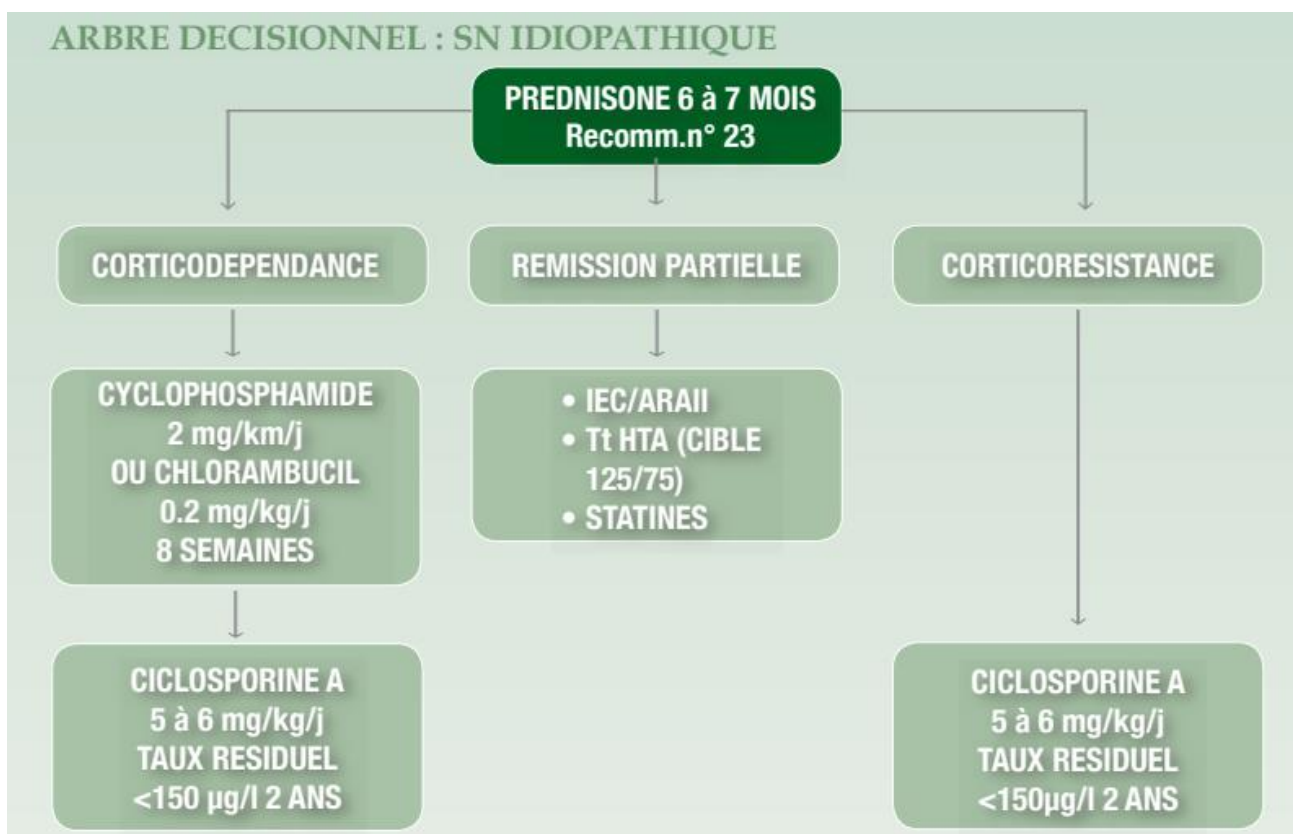 ARBRE DECISIONNEL : SN IDIOPATHIQUE
PREDNISONE 6 à 7 MOIS
Recomm.n° 23
CORTICODEPENDANCE
REMISSION PARTIELLE
CORTICORESISTANCE
CYCLOPHOSPHAMIDE
2 mg/km/j
OU CHLORAMBUCIL
0.2 mg/kg/j
8 SEMAINES
• IEC/ARAII
• Tt HTA (CIBLE
125/75)
• STATINES
CICLOSPORINE A
5 à 6 mg/kg/j
TAUX RESIDUEL
<150 µg/l 2 ANS
CICLOSPORINE A
5 à 6 mg/kg/j
TAUX RESIDUEL
<150µg/l 2 ANS